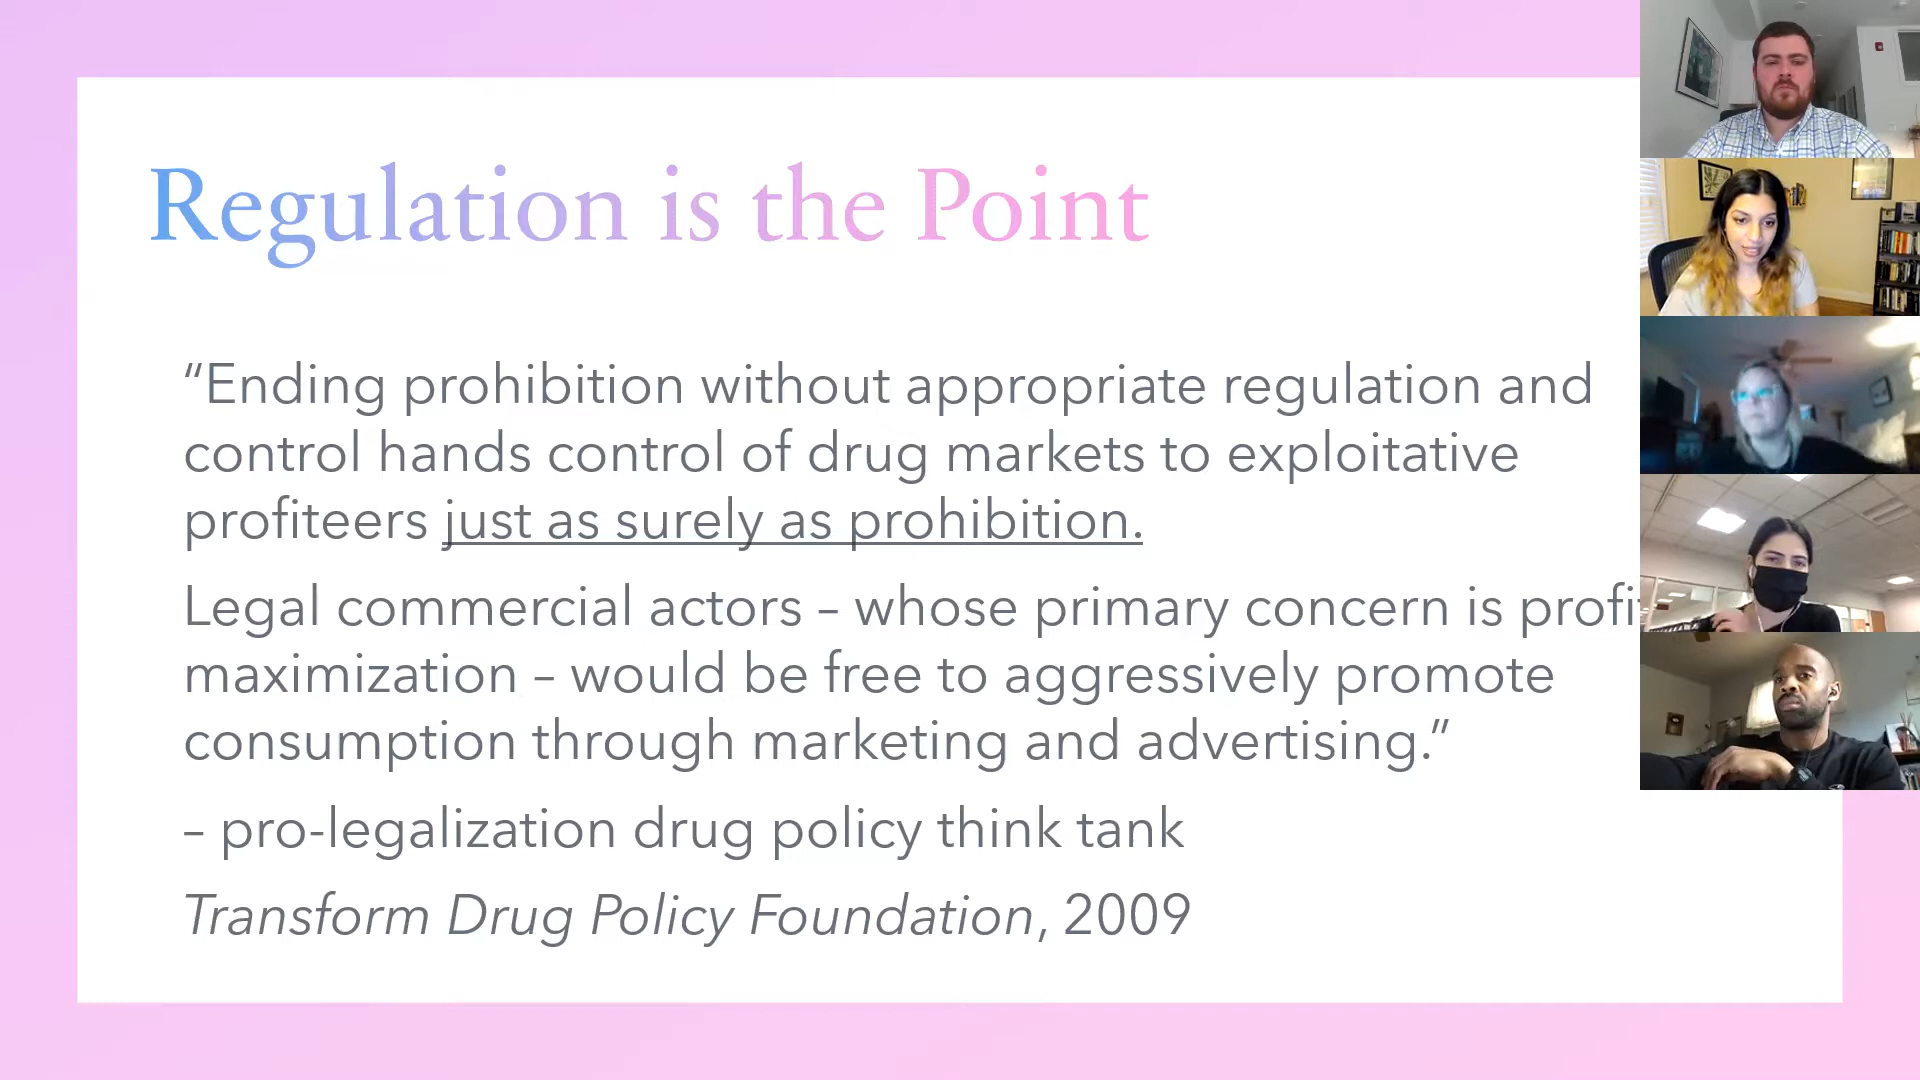 Regulation is the Point
“Ending prohibition without appropriate regulation and
control hands control of drug markets to exploitative
profiteers just as surely as prohibition.
Legal commercial actors – whose primary concern is profi
maximization – would be free to aggressively promote
consumption through marketing and advertising.”
– pro-legalization drug policy think tank
Transform Drug Policy Foundation, 2009